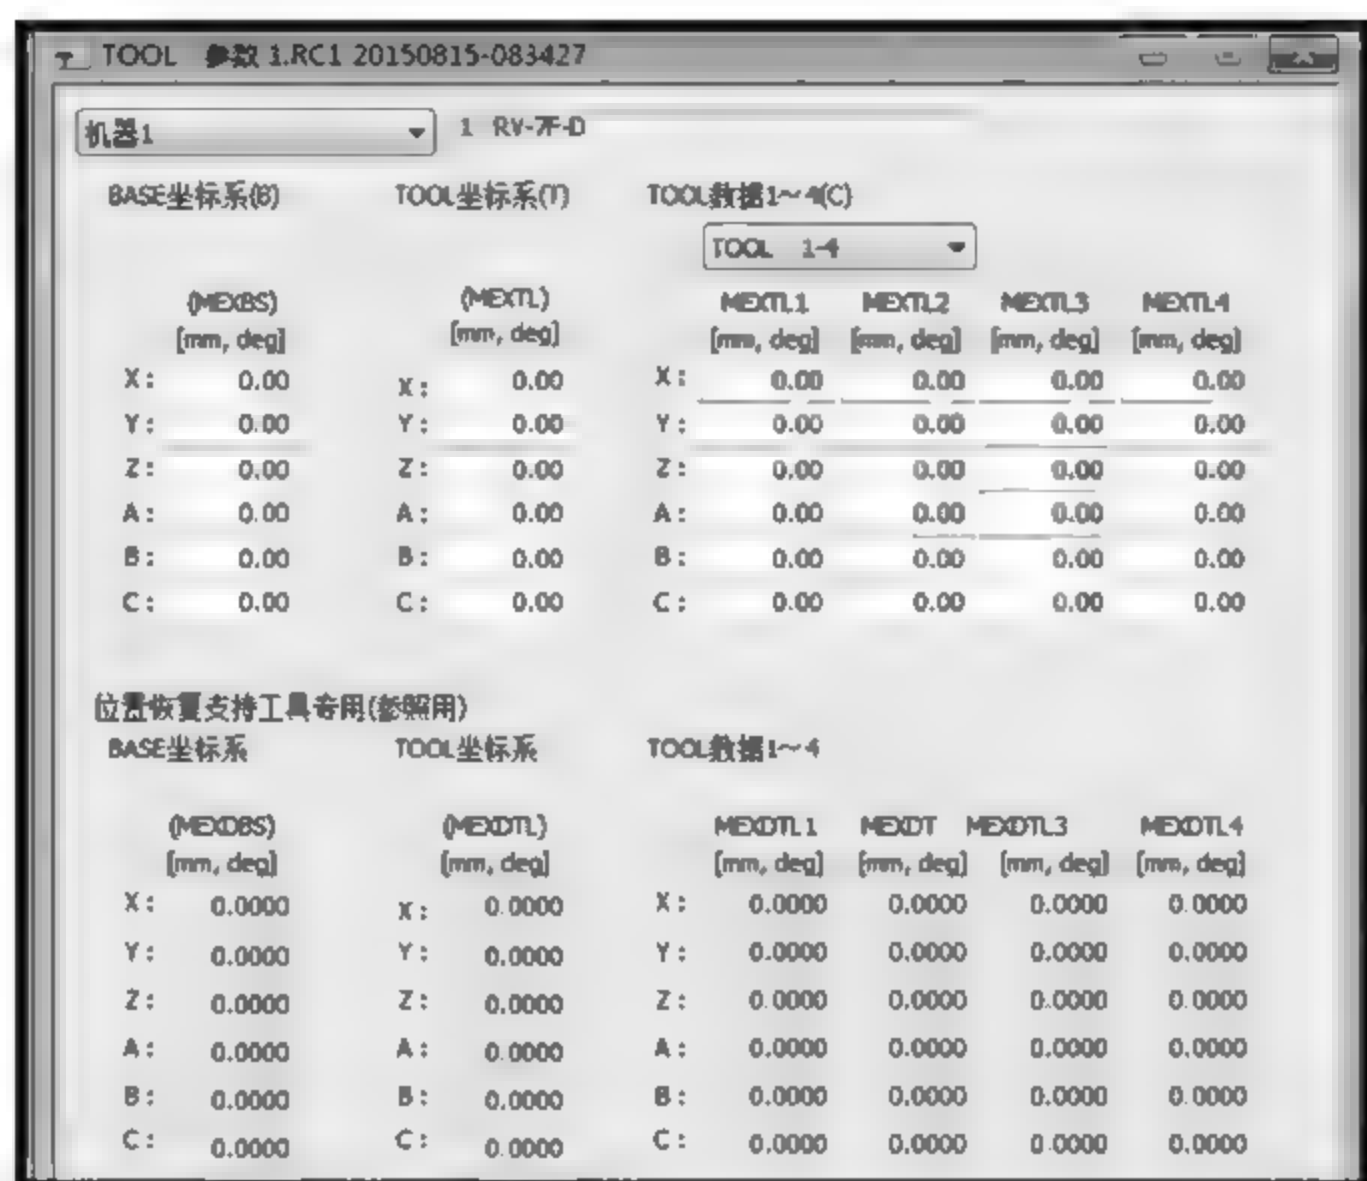 TOOL 参数 1.RC1 20150815-083427
机器1 1 RV-7F-D
BASE坐标系(B) TOOL坐标系(T) TOOL数据1～4(C)
TOOL 1-4
(MEXBS) (MEXTL) MEXTL1 MEXTL2 MEXTL3 MEXTL4
[mm, deg] [mm, deg] [mm, deg] [mm, deg] [mm, deg] [mm, deg]
X: 0.00 X: 0.00 X: 0.00 0.00 0.00 0.00
Y: 0.00 Y: 0.00 Y: 0.00 0.00 0.00 0.00
Z: 0.00 Z: 0.00 Z: 0.00 0.00 0.00 0.00
A: 0.00 A: 0.00 A: 0.00 0.00 0.00 0.00
B: 0.00 B: 0.00 B: 0.00 0.00 0.00 0.00
C: 0.00 C: 0.00 C: 0.00 0.00 0.00 0.00
位置恢复支持工具专用(参照用)
BASE坐标系 TOOL坐标系 TOOL数据1～4
(MEXDBS) (MEXDTL) MEXDTL1 MEXDT MEXDTL3 MEXDTL4
[mm, deg] [mm, deg] [mm, deg] [mm, deg] [mm, deg] [mm, deg]
X: 0.0000 X: 0.0000 X: 0.0000 0.0000 0.0000 0.0000
Y: 0.0000 Y: 0.0000 Y: 0.0000 0.0000 0.0000 0.0000
Z: 0.0000 Z: 0.0000 Z: 0.0000 0.0000 0.0000 0.0000
A: 0.0000 A: 0.0000 A: 0.0000 0.0000 0.0000 0.0000
B: 0.0000 B: 0.0000 B: 0.0000 0.0000 0.0000 0.0000
C: 0.0000 C: 0.0000 C: 0.0000 0.0000 0.0000 0.0000